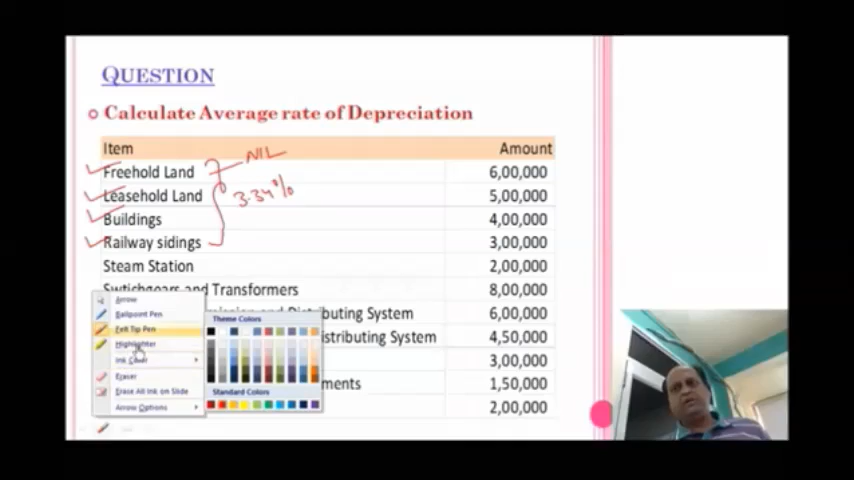 QUESTION
Calculate Average rate of Depreciation
Item Amount
Freehold Land NIL 6,00,000
Leasehold Land 3.34% 5,00,000
Buildings 4,00,000
Railway sidings 3,00,000
Steam Station 2,00,000
Swtichgears and Transformers 8,00,000
Arrow
Ballpoint Pen
Felt Tip Pen
Highlighter
Ink Color
Eraser
Erase All Ink on Slide
Arrow Options
Theme Colors
Standard Colors
and Distributing System 6,00,000
Distributing System 4,50,000
3,00,000
1,50,000
2,00,000